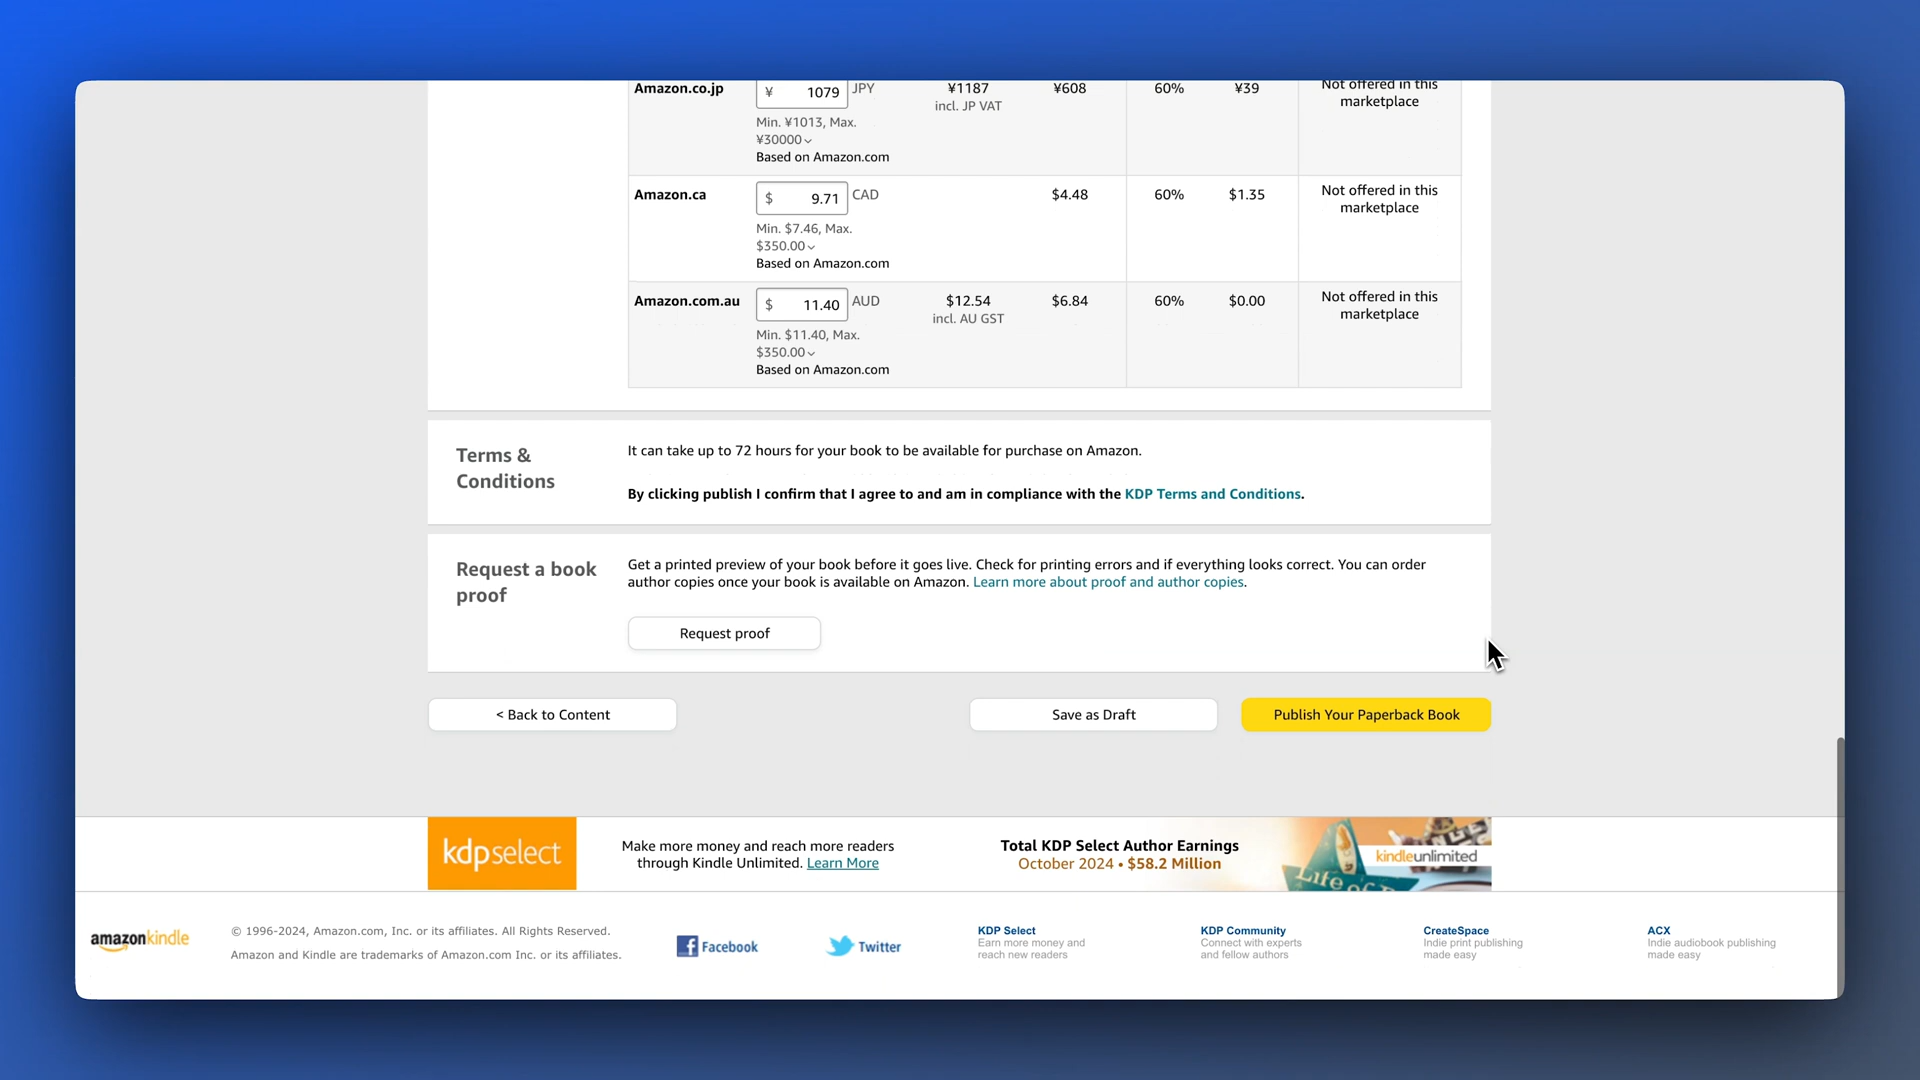 Amazon.co.jp ¥ 1079 JPY ¥1187 ¥608 60% ¥39 Not offered in this
incl. JP VAT marketplace
Min. ¥1013, Max.
¥30000
Based on Amazon.com
Amazon.ca $ 9.71 CAD $4.48 60% $1.35 Not offered in this
marketplace
Min. $7.46, Max.
$350.00
Based on Amazon.com
Amazon.com.au $ 11.40 AUD $12.54 $6.84 60% $0.00 Not offered in this
incl. AU GST marketplace
Min. $11.40, Max.
$350.00
Based on Amazon.com
Terms &
Conditions
It can take up to 72 hours for your book to be available for purchase on Amazon.
By clicking publish I confirm that I agree to and am in compliance with the KDP Terms and Conditions.
Request a book
proof
Get a printed preview of your book before it goes live. Check for printing errors and if everything looks correct. You can order
author copies once your book is available on Amazon. Learn more about proof and author copies.
Request proof
< Back to Content
Save as Draft
Publish Your Paperback Book
kdpselect
Make more money and reach more readers
through Kindle Unlimited. Learn More
Total KDP Select Author Earnings
October 2024 • $58.2 Million
kindleunlimited
Life of
amazonkindle
© 1996-2024, Amazon.com, Inc. or its affiliates. All Rights Reserved.
Amazon and Kindle are trademarks of Amazon.com Inc. or its affiliates.
Facebook
Twitter
KDP Select
Earn more money and
reach new readers
KDP Community
Connect with experts
and fellow authors
CreateSpace
Indie print publishing
made easy
ACX
Indie audiobook publishing
made easy